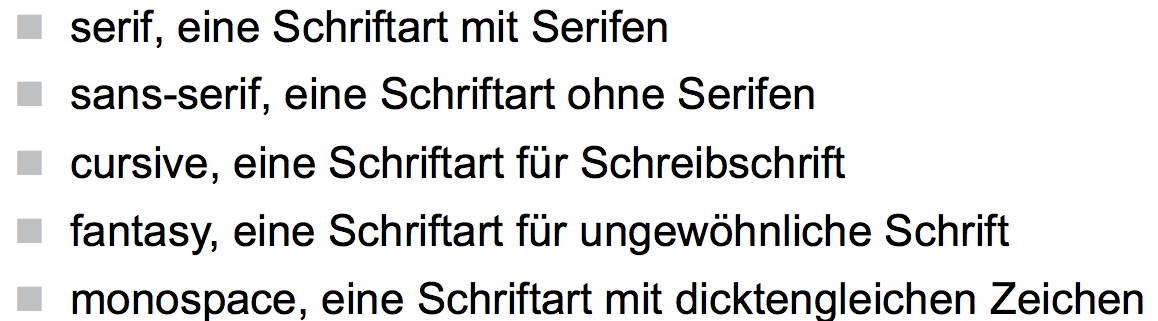 serif, eine Schriftart mit Serifen
sans-serif, eine Schriftart ohne Serifen
cursive, eine Schriftart für Schreibschrift
fantasy, eine Schriftart für ungewöhnliche Schrift
monospace, eine Schriftart mit dicktengleichen Zeichen